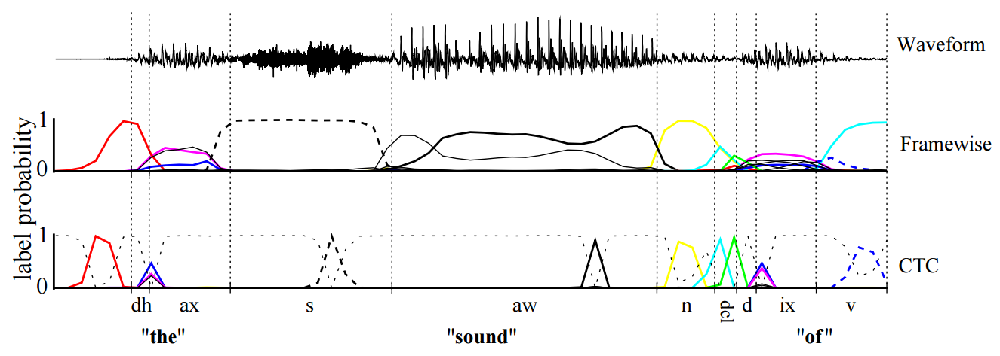 Waveform
label probability
1
Framewise
0
1
CTC
0
dh ax s aw n dcl d ix v
"the" "sound" "of"